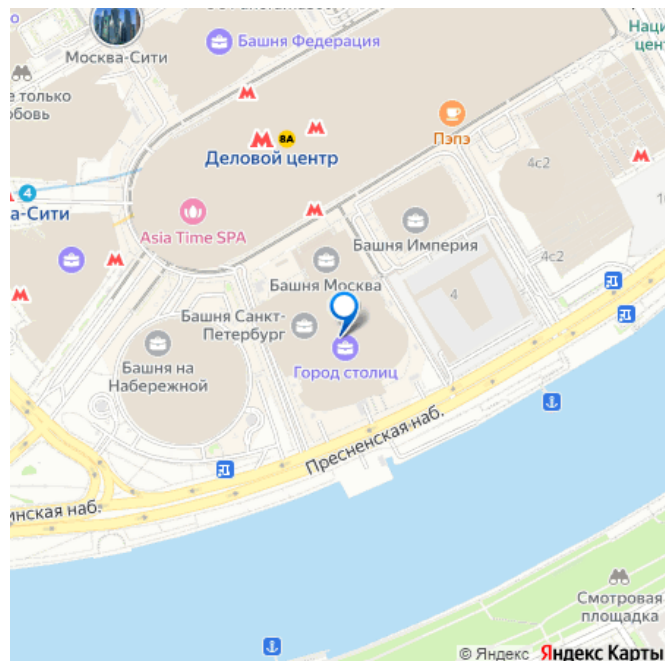 Москва-Сити
Башня Федерация
Деловой центр
8А
Пэпэ
4с2
4
а-Сити
Asia Time SPA
Башня Империя
Башня Москва
4с2
4
Башня Санкт-
Петербург
Башня на
Набережной
Город столиц
Пресненская наб.
инская наб.
Смотровая
площадка
© Яндекс Яндекс Карты